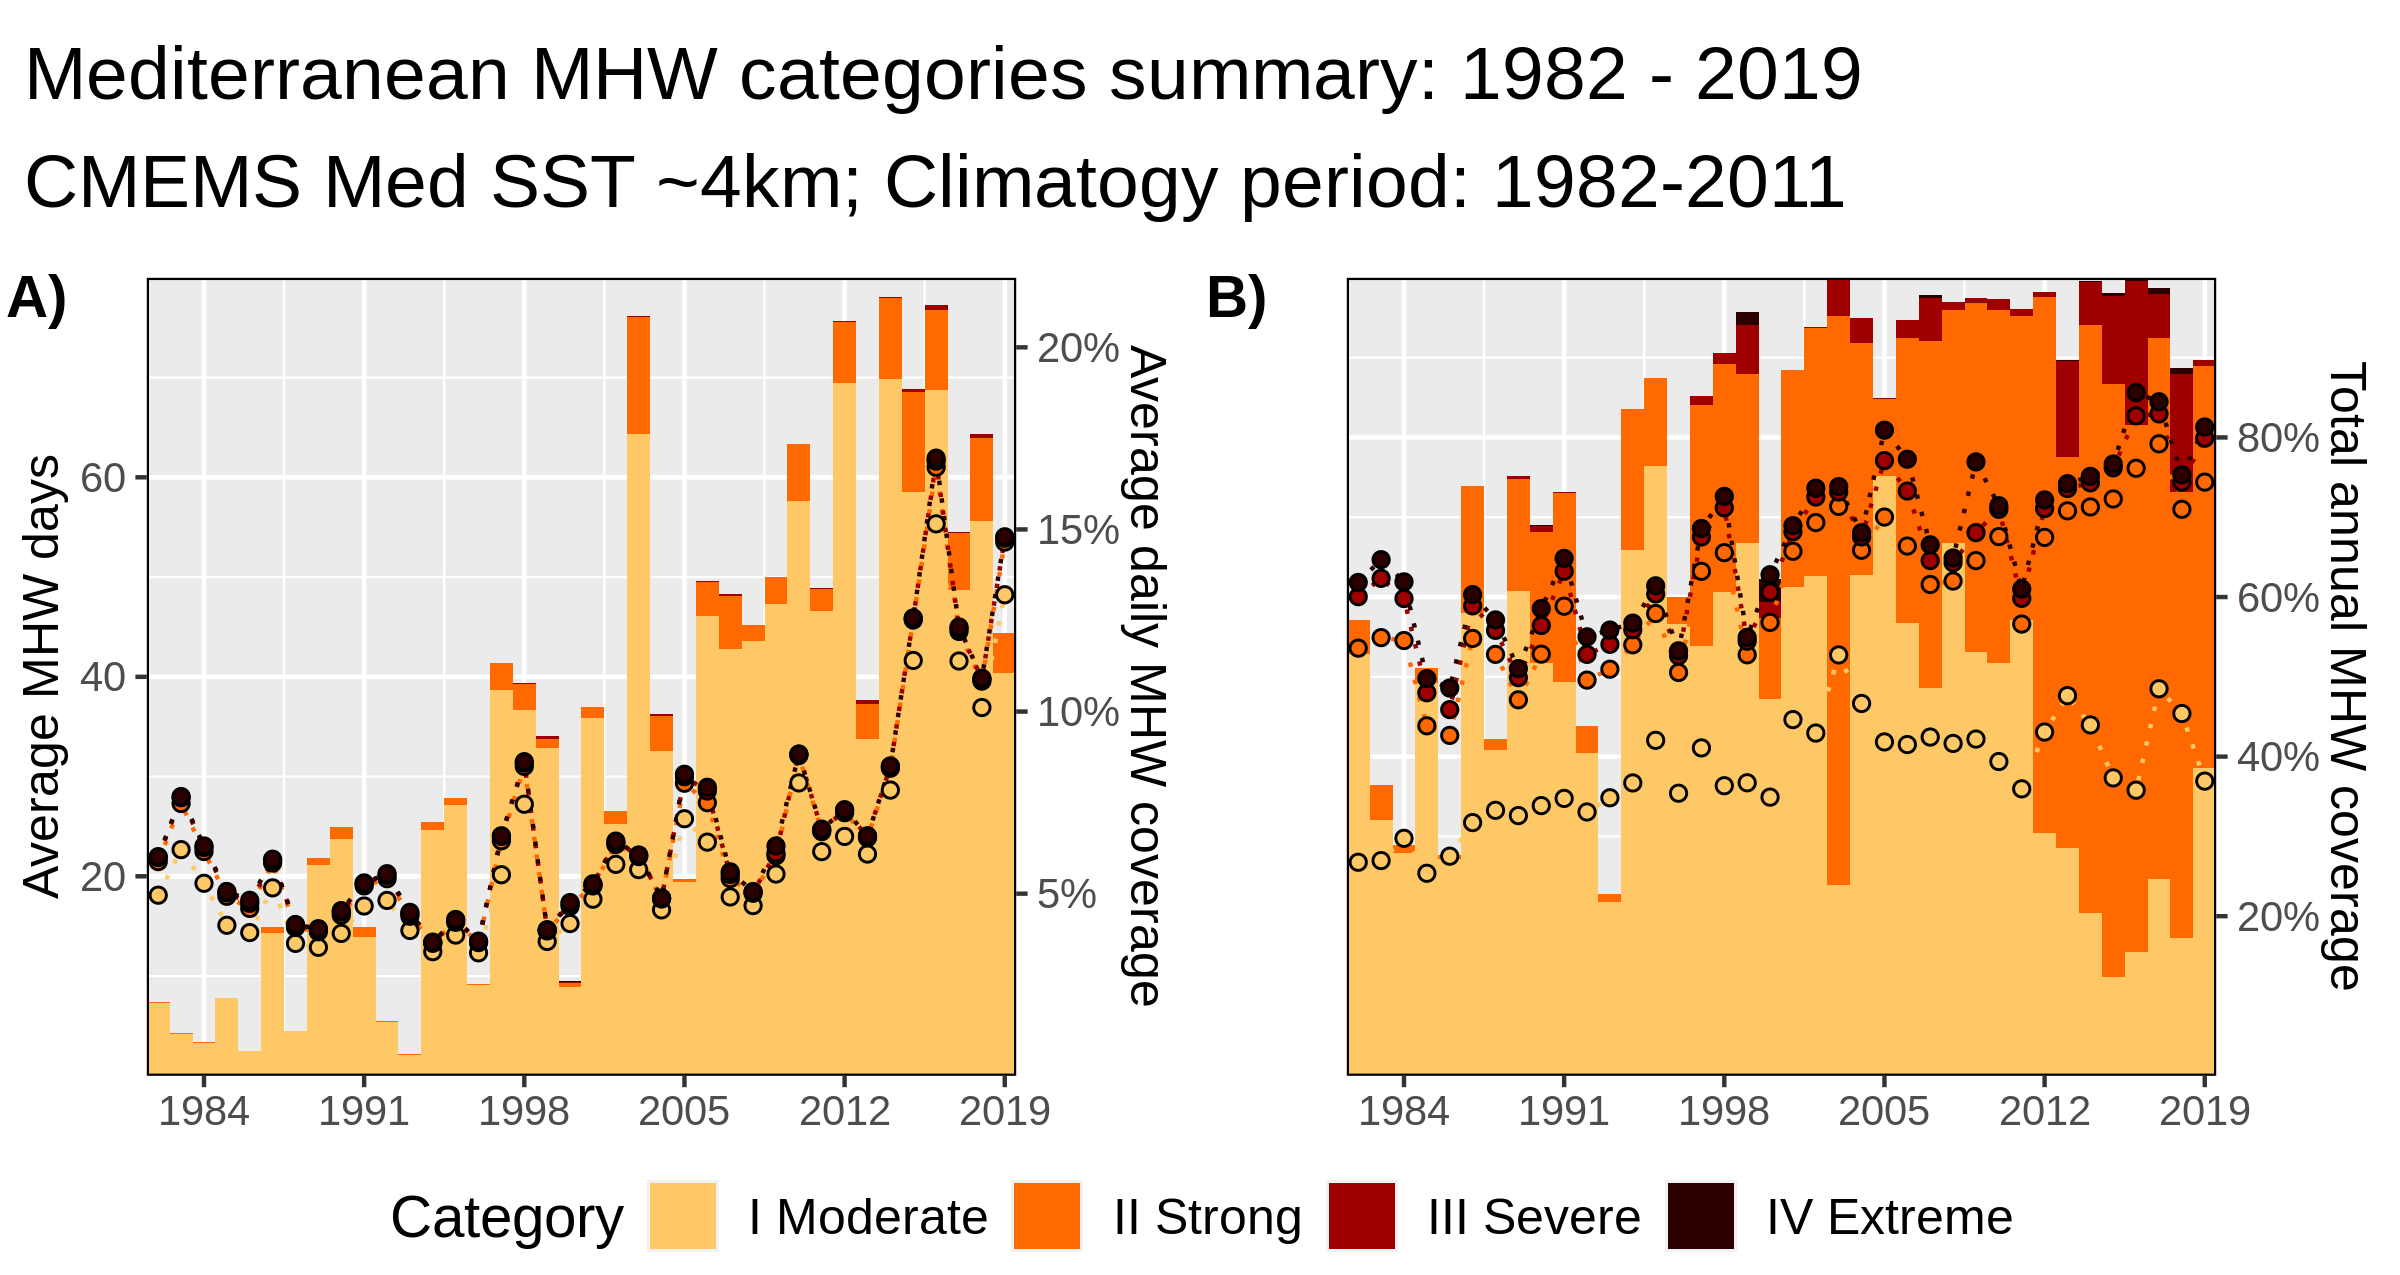 Mediterranean MHW categories summary: 1982 - 2019
CMEMS Med SST ~4km; Climatogy period: 1982-2011
A)
Average MHW days
60
40
20
20%
15%
10%
5%
Average daily MHW coverage
1984 1991 1998 2005 2012 2019
B)
80%
60%
40%
20%
Total annual MHW coverage
1984 1991 1998 2005 2012 2019
Category I Moderate II Strong III Severe IV Extreme